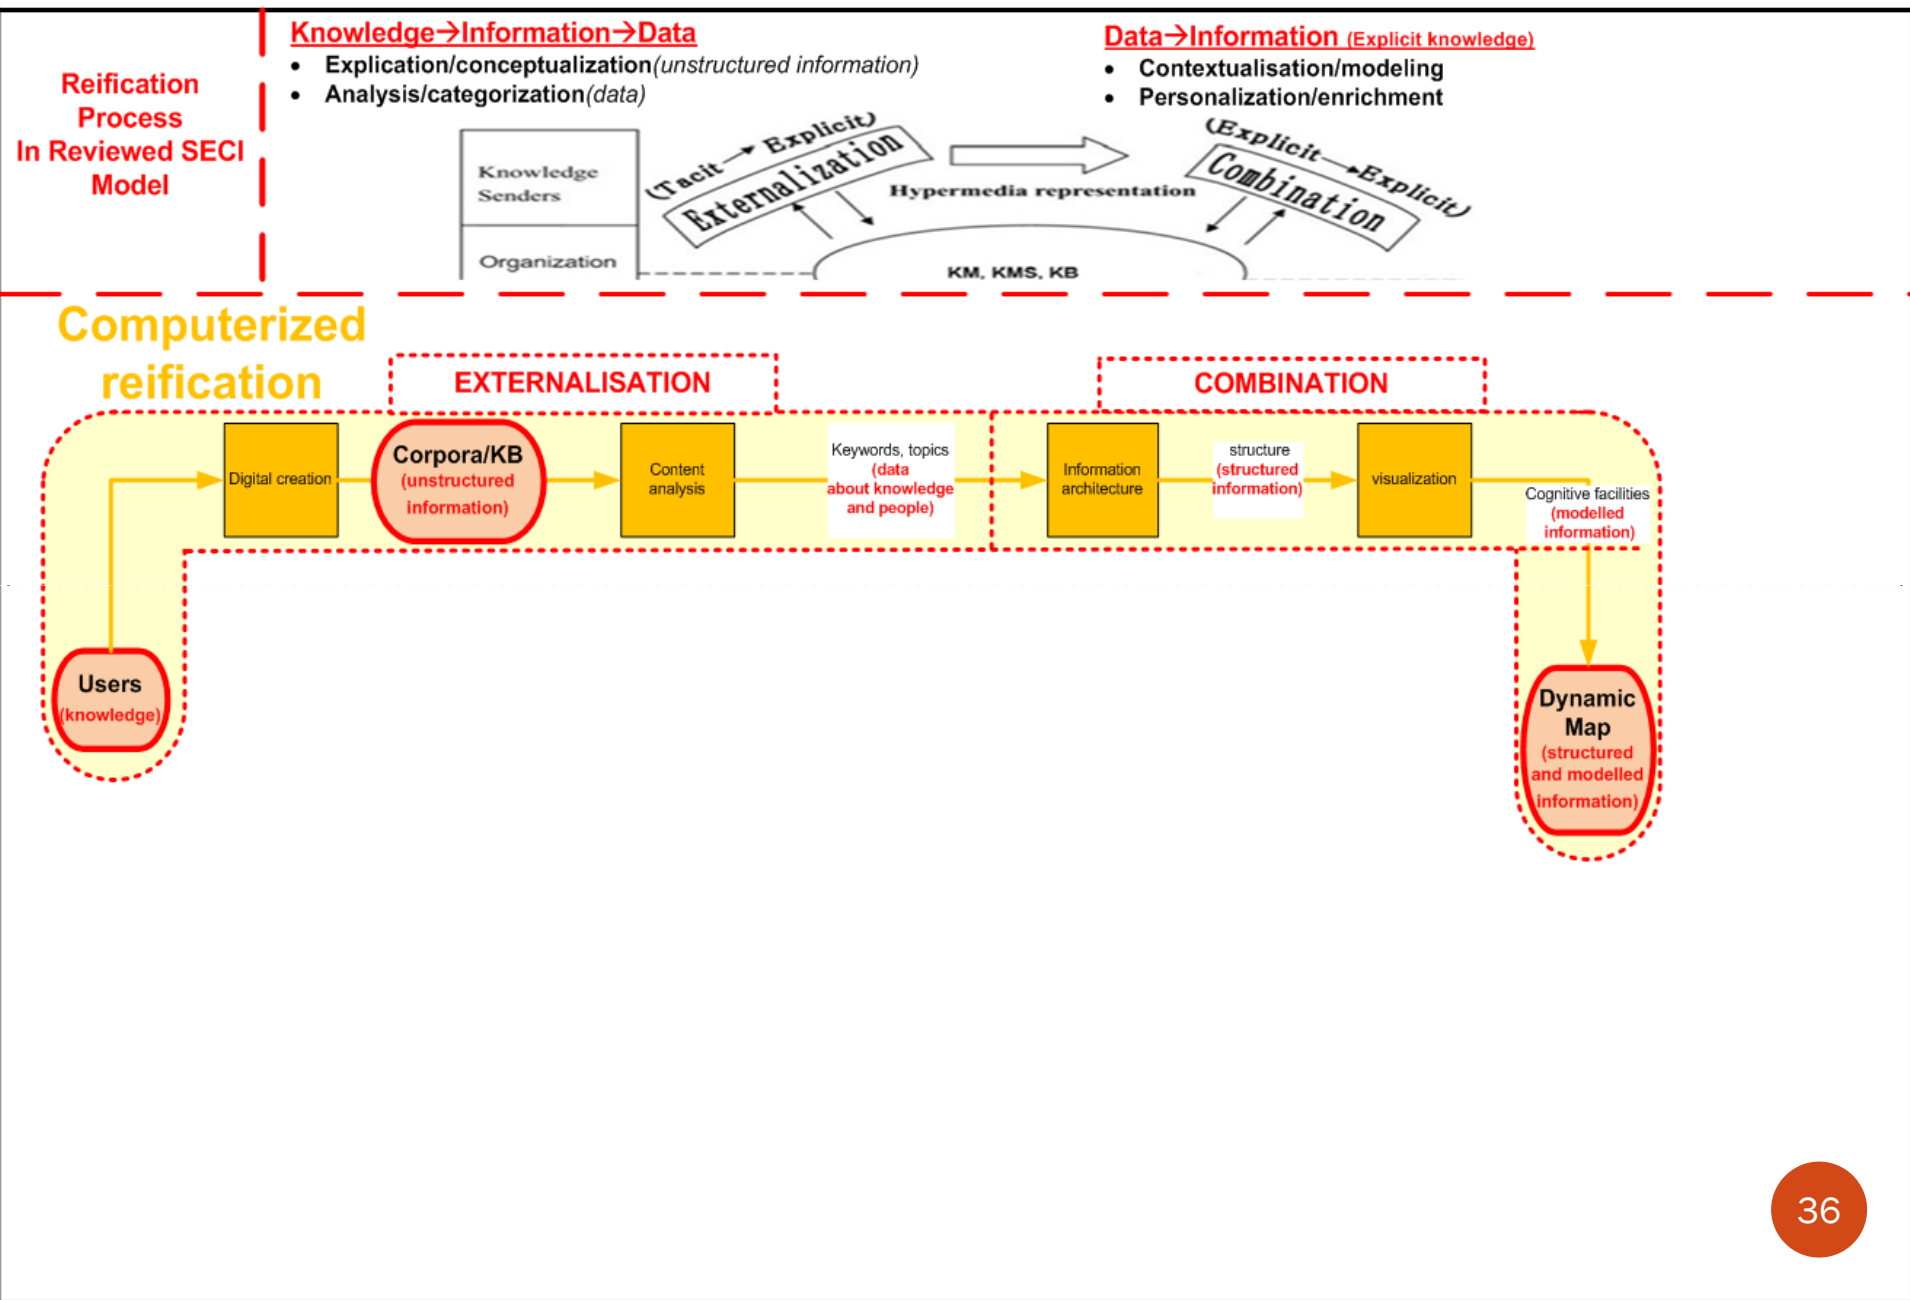 Reification
Process
In Reviewed SECI
Model
Knowledge→Information→Data
• Explication/conceptualization(unstructured information)
• Analysis/categorization(data)
Data→Information (Explicit knowledge)
• Contextualisation/modeling
• Personalization/enrichment
Knowledge
Senders
Organization
(Tacit → Explicit)
Externalization
Hypermedia representation
(Explicit→Explicit)
Combination
KM, KMS, KB
Computerized
reification
EXTERNALISATION
COMBINATION
Digital creation
Corpora/KB
(unstructured
information)
Content
analysis
Keywords, topics
(data
about knowledge
and people)
Information
architecture
structure
(structured
information)
visualization
Cognitive facilities
(modelled
information)
Users
(knowledge)
Dynamic
Map
(structured
and modelled
information)
36